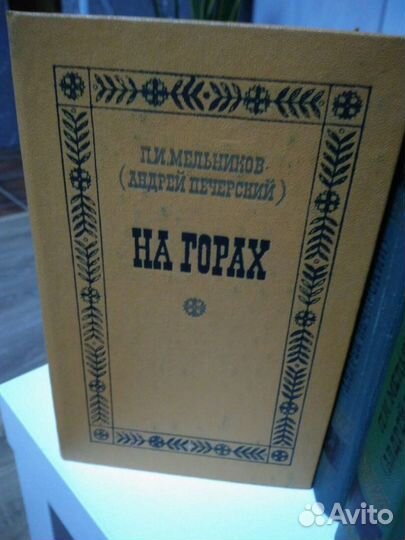 П.И. МЕЛЬНИКОВ
(АНДРЕЙ ПЕЧЕРСКИЙ)
НА ГОРАХ
Avito